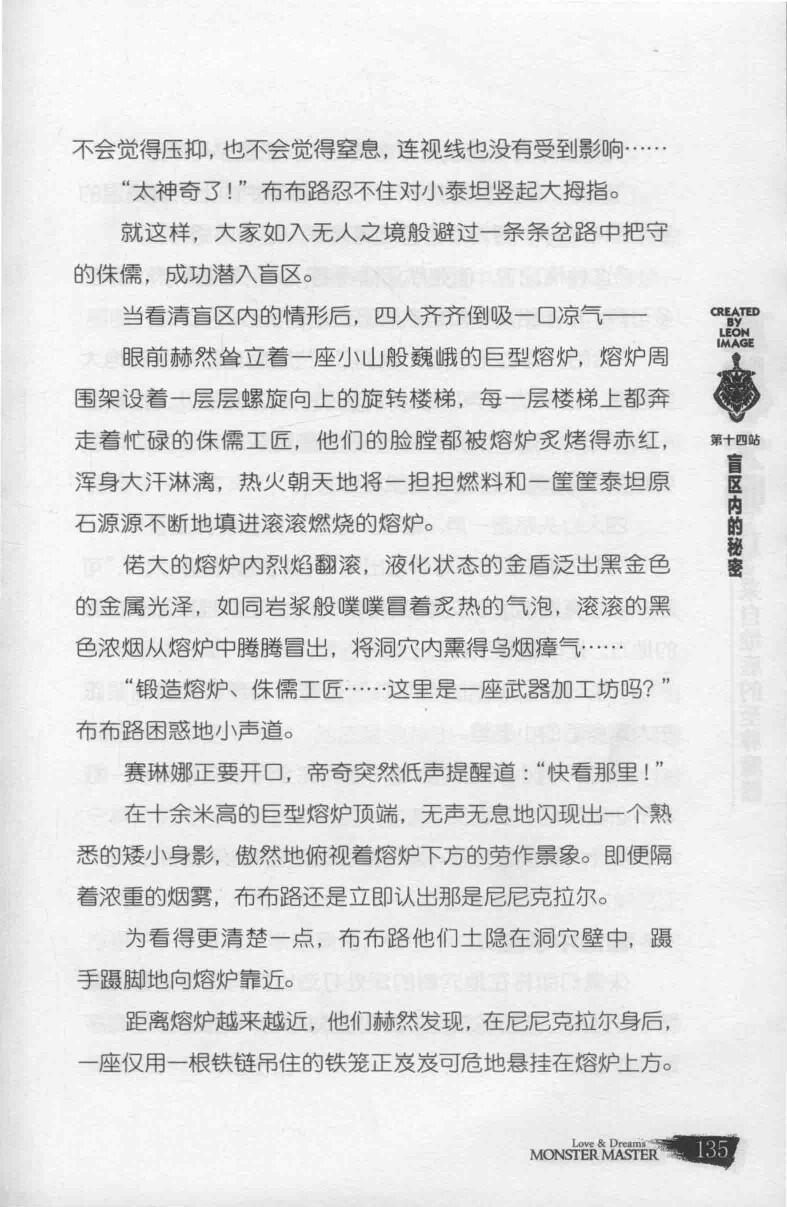 不会觉得压抑，也不会觉得窒息，连视线也没有受到影响……
“太神奇了！”布布路忍不住对小泰坦竖起大拇指。
就这样，大家如入无人之境般避过一条条岔路中把守
的侏儒，成功潜入盲区。
当看清盲区内的情形后，四人齐齐倒吸一口凉气。
眼前赫然耸立着一座小山般巍峨的巨型熔炉，熔炉周
围架设着一层层螺旋向上的旋转楼梯，每一层楼梯上都奔
走着忙碌的侏儒工匠，他们的脸膛都被熔炉炙烤得赤红，
浑身大汗淋漓，热火朝天地将一担担燃料和一筐筐泰坦原
石源源不断地填进滚滚燃烧的熔炉。
偌大的熔炉内烈焰翻滚，液化状态的金盾泛出黑金色
的金属光泽，如同岩浆般噗噗冒着炙热的气泡，滚滚的黑
色浓烟从熔炉中腾腾冒出，将洞穴内熏得乌烟瘴气……
“锻造熔炉、侏儒工匠……这里是一座武器加工坊吗？”
布布路困惑地小声道。
赛琳娜正要开口，帝奇突然低声提醒道：“快看那里！”
在十余米高的巨型熔炉顶端，无声无息地闪现出一个熟
悉的矮小身影，傲然地俯视着熔炉下方的劳作景象。即便隔
着浓重的烟雾，布布路还是立即认出那是尼尼克拉尔。
为看得更清楚一点，布布路他们土隐在洞穴壁中，蹑
手蹑脚地向熔炉靠近。
距离熔炉越来越近，他们赫然发现，在尼尼克拉尔身后，
一座仅用一根铁链吊住的铁笼正岌岌可危地悬挂在熔炉上方。
CREATED
BY
LEON
IMAGE
第十四站
盲区内的秘密
Love & Dreams
MONSTER MASTER
135